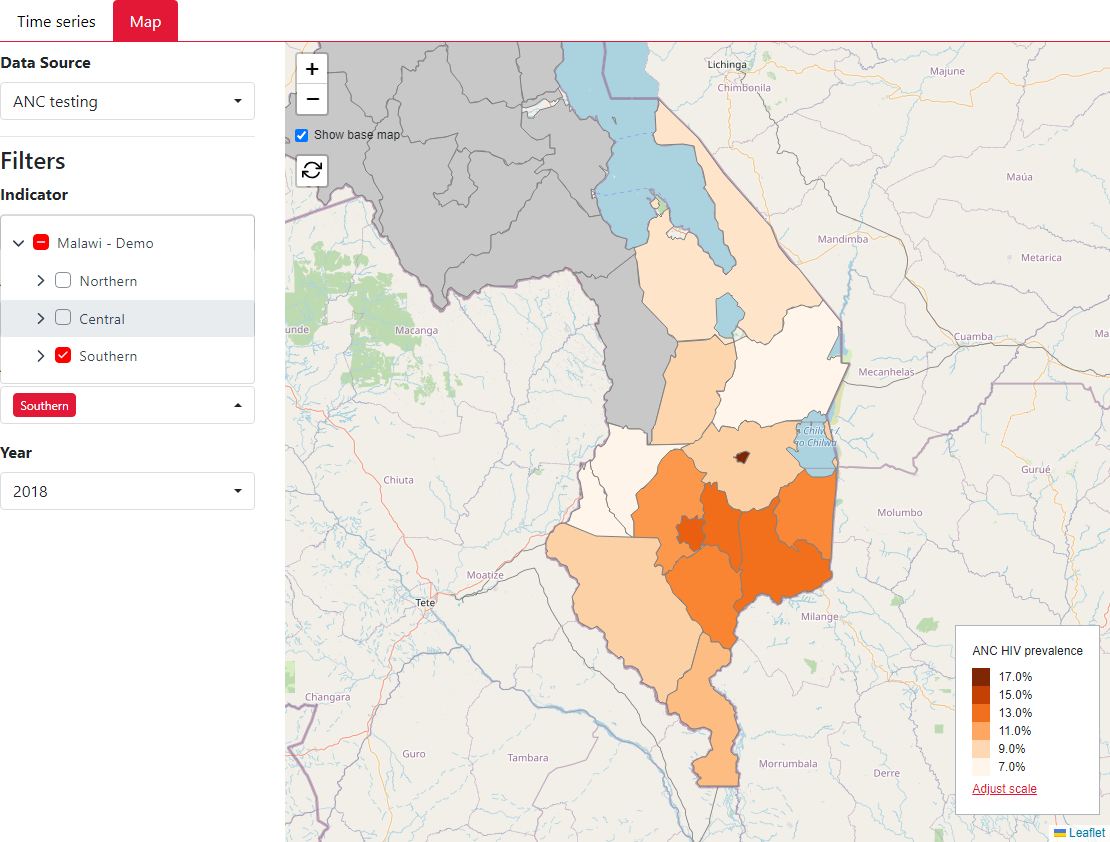 Time series
Map
Data Source
ANC testing
Filters
Indicator
Malawi - Demo
Northern
Central
Southern
Southern
Year
2018
+
−
Show base map
Lichinga
Chimbonila
Majune
Maúa
Mandimba
Metarica
Macanga
Cuamba
Mecanhelas
Chiuta
Gurué
Molumbo
Moatize
Tete
Milange
Changara
Guro
Tambara
Morrumbala
Derre
ANC HIV prevalence
17.0%
15.0%
13.0%
11.0%
9.0%
7.0%
Adjust scale
Leaflet